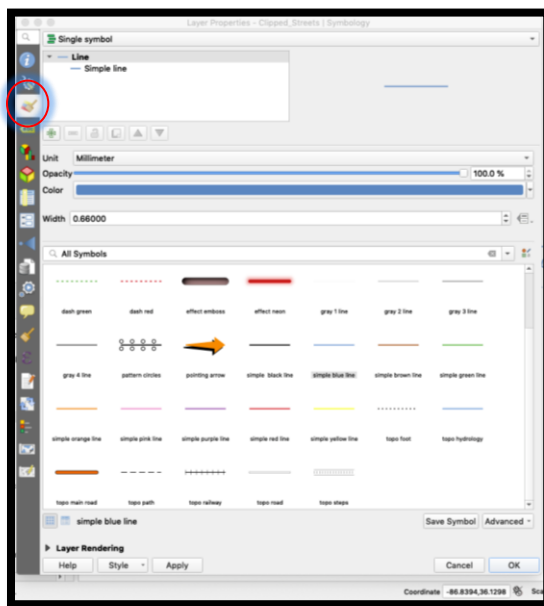 Layer Properties - Clipped_Streets | Symbology
Single symbol
Line
Simple line
Unit Millimeter
Opacity 100.0 %
Color
Width 0.66000
All Symbols
dash green dash red effect emboss effect neon gray 1 line gray 2 line gray 3 line
gray 4 line pattern circles pointing arrow simple black line simple blue line simple brown line simple green line
simple orange line simple pink line simple purple line simple red line simple yellow line topo foot topo hydrology
topo main road topo path topo railway topo road topo steps
simple blue line Save Symbol Advanced
Layer Rendering
Help Style Apply Cancel OK
Coordinate -86.8394,36.1298 Sca